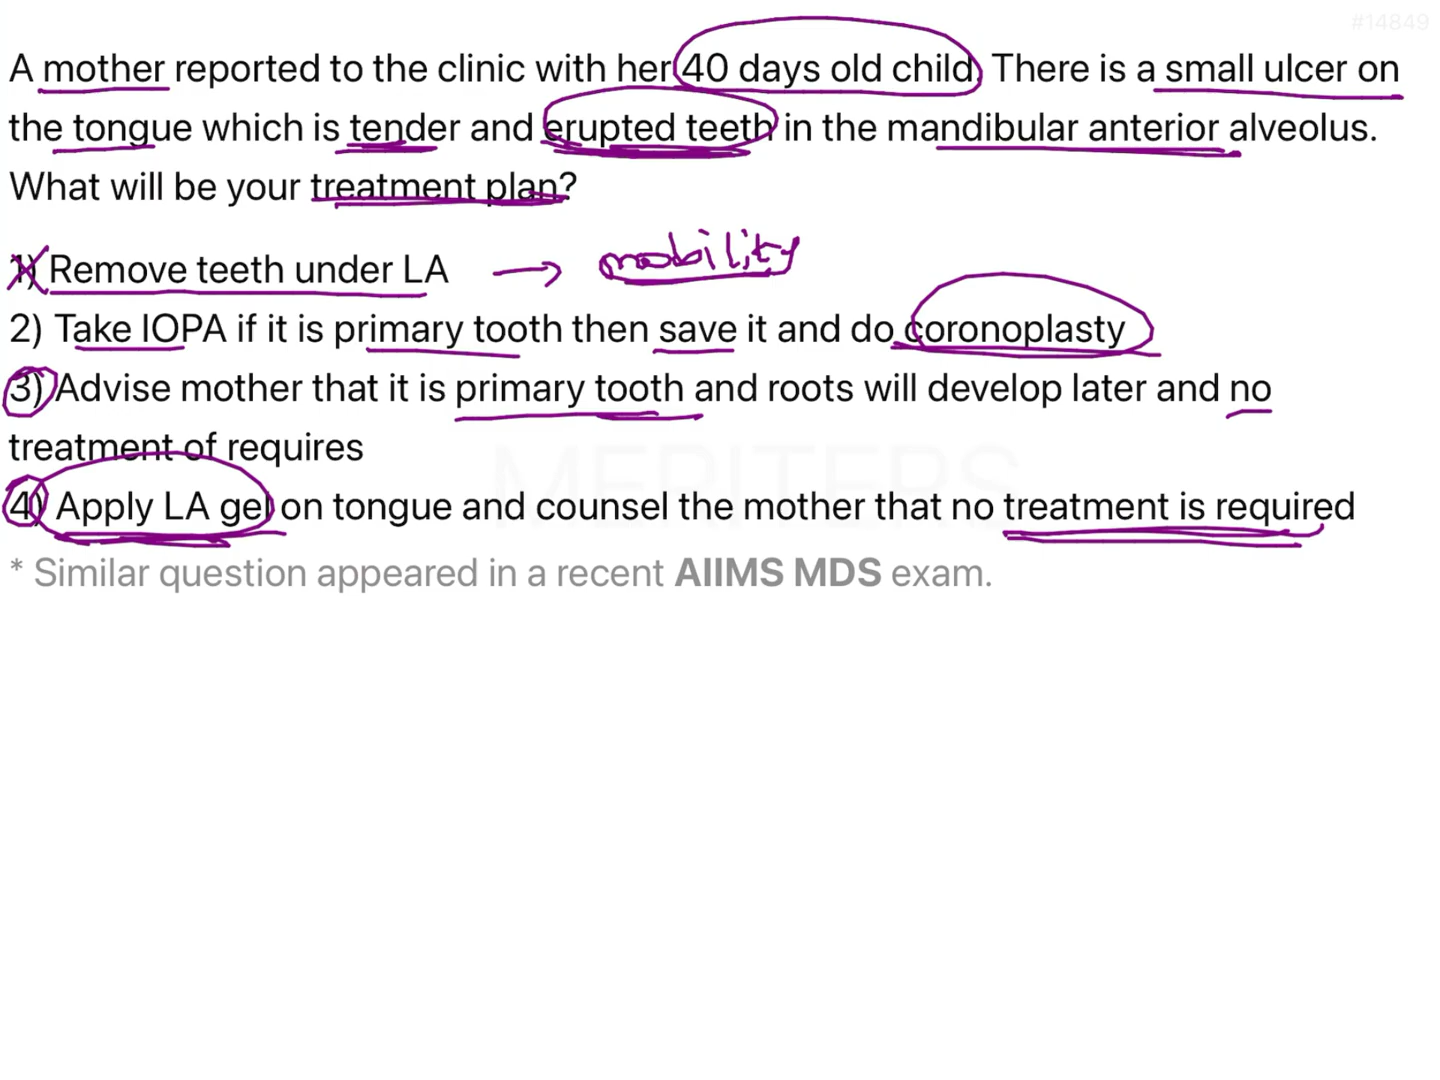 #14849
A mother reported to the clinic with her 40 days old child. There is a small ulcer on
the tongue which is tender and erupted teeth in the mandibular anterior alveolus.
What will be your treatment plan?
1) Remove teeth under LA → mobility
2) Take IOPA if it is primary tooth then save it and do coronoplasty
3) Advise mother that it is primary tooth and roots will develop later and no
treatment of requires
MERITERS
4) Apply LA gel on tongue and counsel the mother that no treatment is required
* Similar question appeared in a recent AIIMS MDS exam.